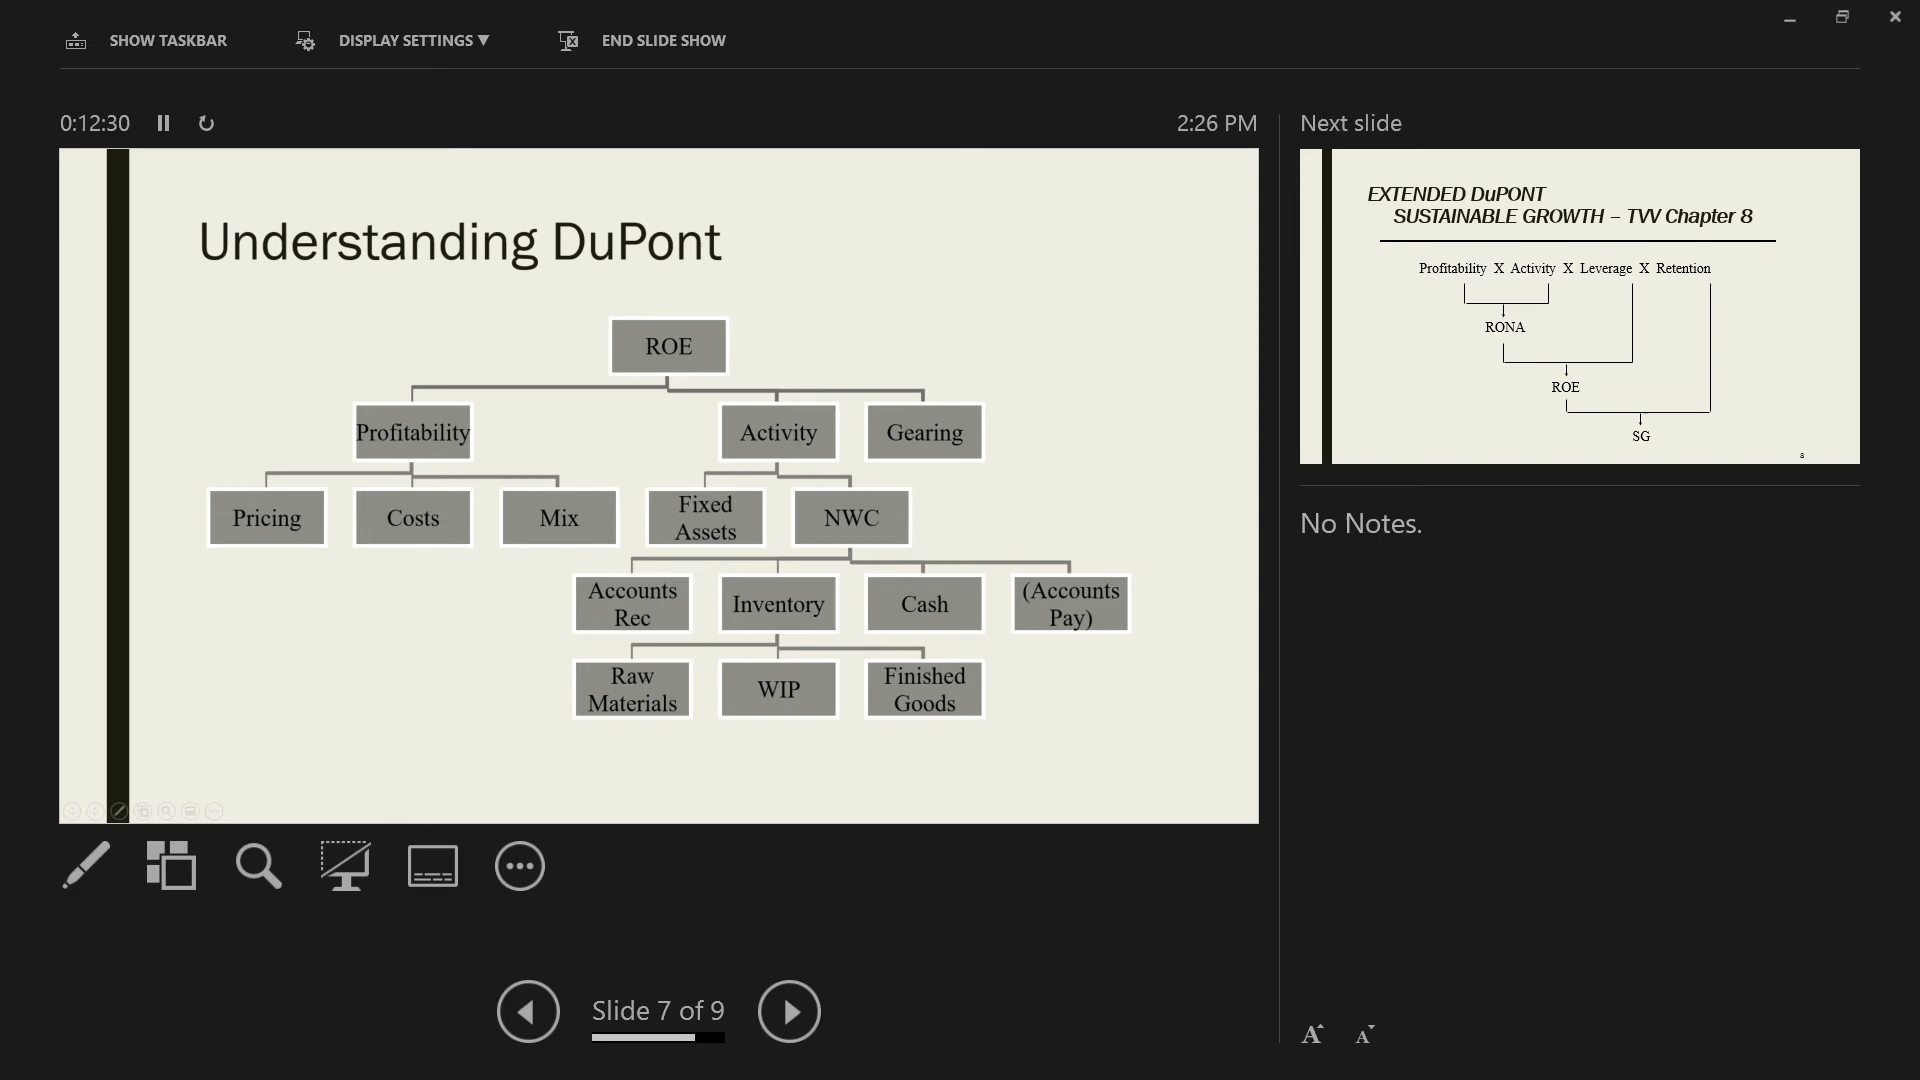 SHOW TASKBAR
DISPLAY SETTINGS ▼
END SLIDE SHOW
0:12:30
2:26 PM
Understanding DuPont
ROE
Profitability
Activity
Gearing
Pricing
Costs
Mix
Fixed
Assets
NWC
Accounts
Rec
Inventory
Cash
(Accounts
Pay)
Raw
Materials
WIP
Finished
Goods
Slide 7 of 9
Next slide
EXTENDED DuPONT
SUSTAINABLE GROWTH – TVV Chapter 8
Profitability X Activity X Leverage X Retention
RONA
ROE
SG
8
No Notes.
A A